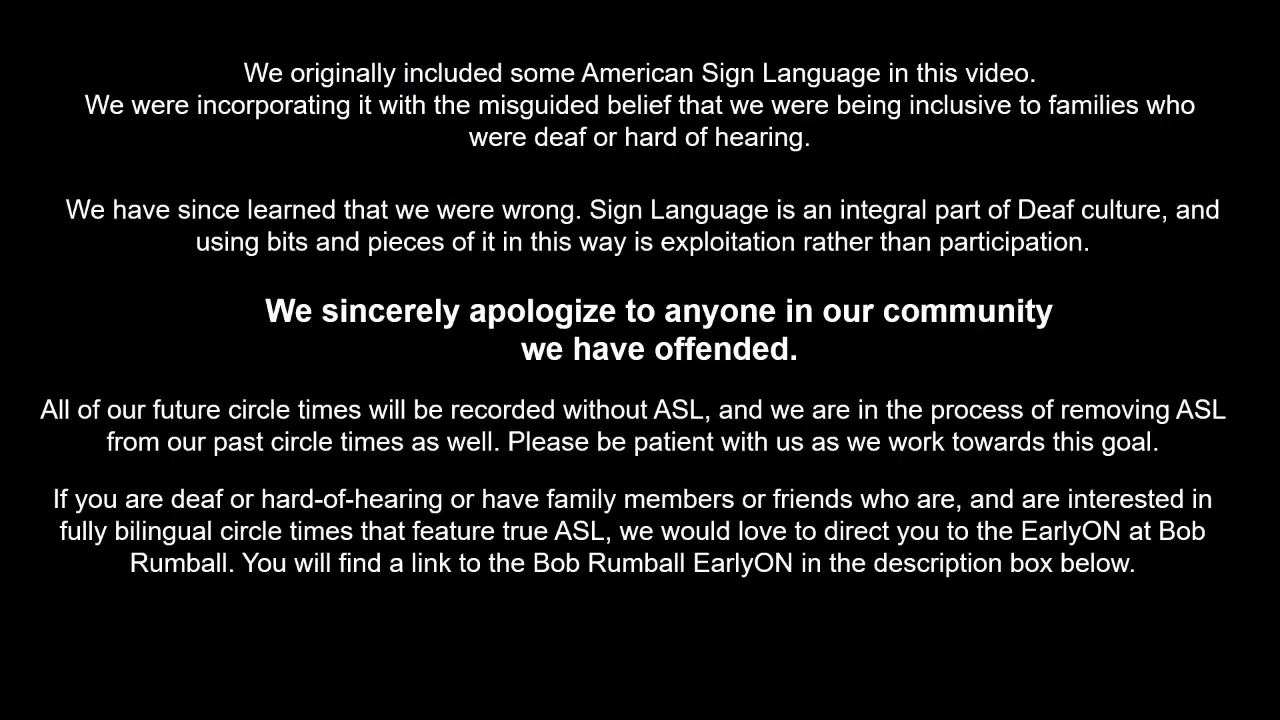 We originally included some American Sign Language in this video.
We were incorporating it with the misguided belief that we were being inclusive to families who
were deaf or hard of hearing.
We have since learned that we were wrong. Sign Language is an integral part of Deaf culture, and
using bits and pieces of it in this way is exploitation rather than participation.
We sincerely apologize to anyone in our community
we have offended.
All of our future circle times will be recorded without ASL, and we are in the process of removing ASL
from our past circle times as well. Please be patient with us as we work towards this goal.
If you are deaf or hard-of-hearing or have family members or friends who are, and are interested in
fully bilingual circle times that feature true ASL, we would love to direct you to the EarlyON at Bob
Rumball. You will find a link to the Bob Rumball EarlyON in the description box below.